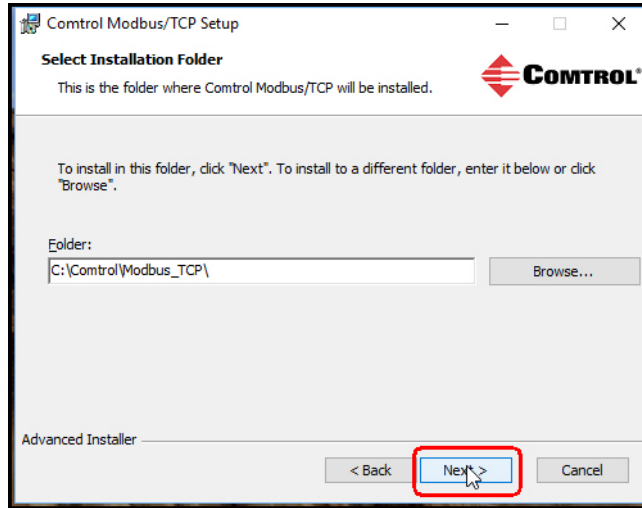 Comtrol Modbus/TCP Setup
Select Installation Folder
This is the folder where Comtrol Modbus/TCP will be installed.
COMTROL®
To install in this folder, click "Next". To install to a different folder, enter it below or click
"Browse".
Folder:
C:\Comtrol\Modbus_TCP\
Browse...
Advanced Installer
< Back
Next >
Cancel